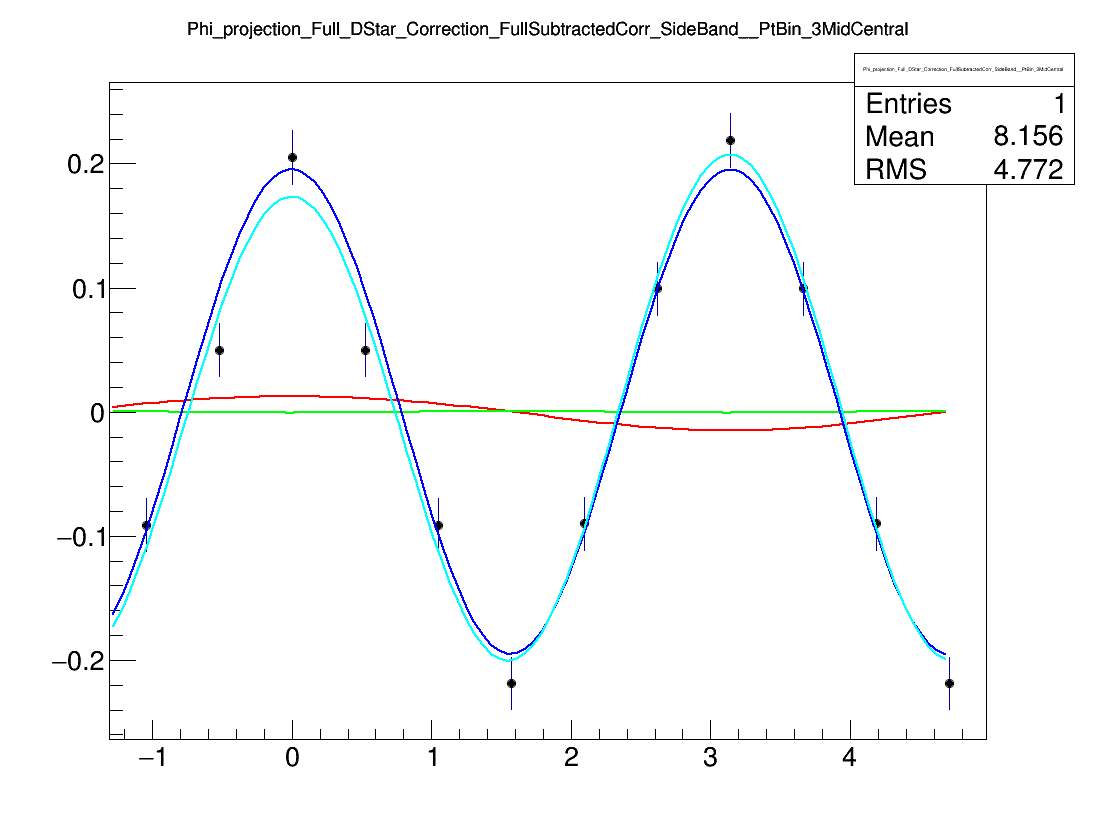 Phi_projection_Full_DStar_Correction_FullSubtractedCorr_SideBand__PtBin_3MidCentral
Phi_projection_Full_DStar_Correction_FullSubtractedCorr_SideBand__PtBin_3MidCentral
Entries 1
Mean 8.156
RMS 4.772
0.2
0.1
0
−0.1
−0.2
−1 0 1 2 3 4